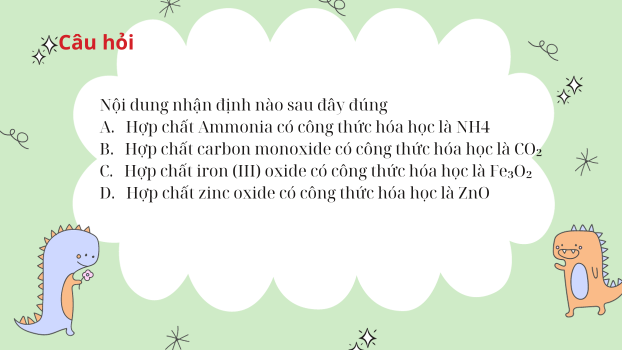 Câu hỏi
Nội dung nhận định nào sau đây đúng
A. Hợp chất Ammonia có công thức hóa học là NH4
B. Hợp chất carbon monoxide có công thức hóa học là CO₂
C. Hợp chất iron (III) oxide có công thức hóa học là Fe₃O₂
D. Hợp chất zinc oxide có công thức hóa học là ZnO